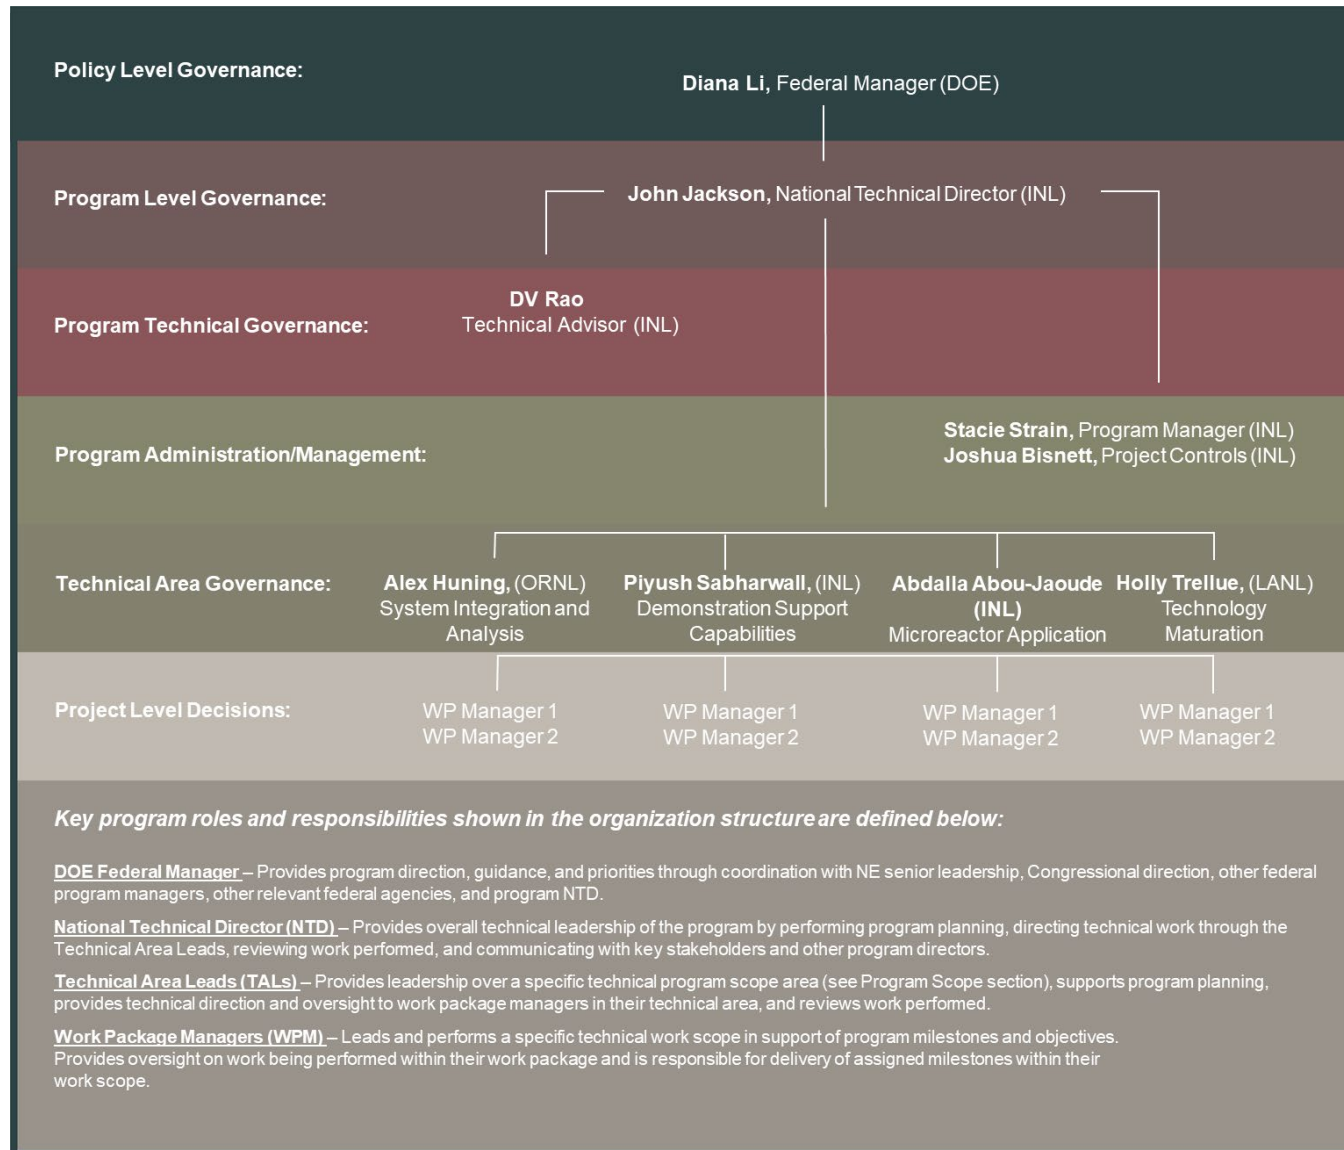 Policy Level Governance:
Diana Li, Federal Manager (DOE)
Program Level Governance:
John Jackson, National Technical Director (INL)
Program Technical Governance:
DV Rao
Technical Advisor (INL)
Program Administration/Management:
Stacie Strain, Program Manager (INL)
Joshua Bisnett, Project Controls (INL)
Technical Area Governance:
Alex Huning, (ORNL)
System Integration and
Analysis
Piyush Sabharwall, (INL)
Demonstration Support
Capabilities
Abdalla Abou-Jaoude
(INL)
Microreactor Application
Holly Trellue, (LANL)
Technology
Maturation
Project Level Decisions:
WP Manager 1
WP Manager 2
WP Manager 1
WP Manager 2
WP Manager 1
WP Manager 2
WP Manager 1
WP Manager 2
Key program roles and responsibilities shown in the organization structure are defined below:
DOE Federal Manager – Provides program direction, guidance, and priorities through coordination with NE senior leadership, Congressional direction, other federal
program managers, other relevant federal agencies, and program NTD.
National Technical Director (NTD) – Provides overall technical leadership of the program by performing program planning, directing technical work through the
Technical Area Leads, reviewing work performed, and communicating with key stakeholders and other program directors.
Technical Area Leads (TALs) – Provides leadership over a specific technical program scope area (see Program Scope section), supports program planning,
provides technical direction and oversight to work package managers in their technical area, and reviews work performed.
Work Package Managers (WPM) – Leads and performs a specific technical work scope in support of program milestones and objectives.
Provides oversight on work being performed within their work package and is responsible for delivery of assigned milestones within their
work scope.